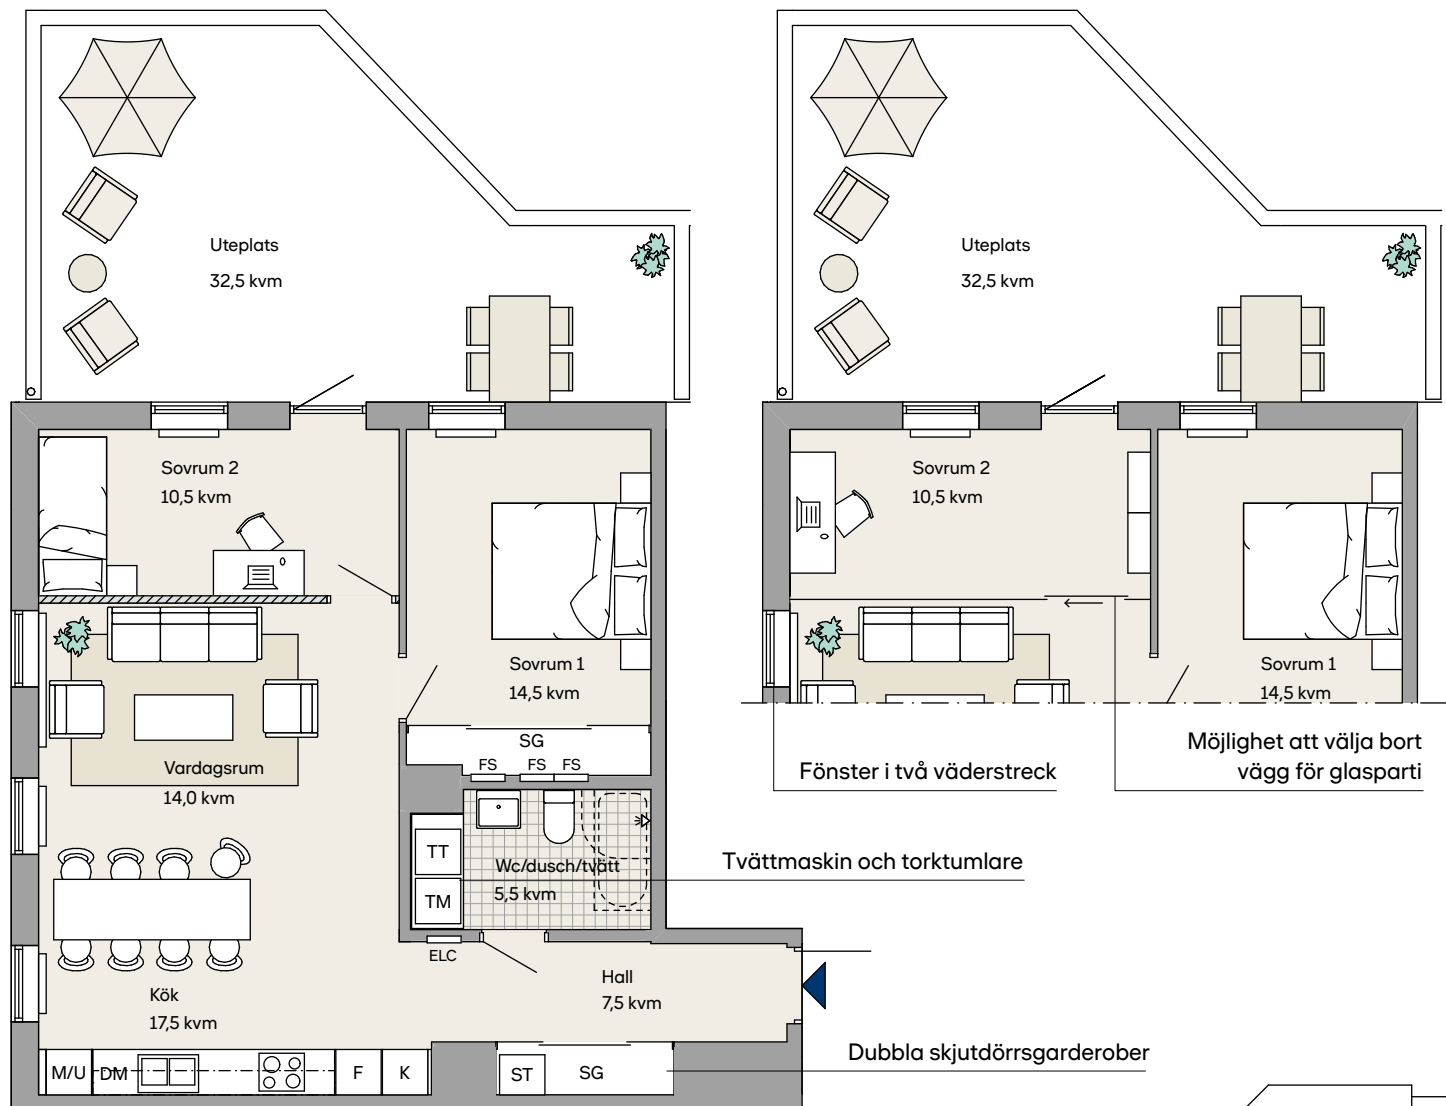 Uteplats
32,5 kvm
Uteplats
32,5 kvm
Sovrum 2
10,5 kvm
Sovrum 2
10,5 kvm
Sovrum 1
14,5 kvm
Sovrum 1
14,5 kvm
SG
FS
FS
FS
Vardagsrum
14,0 kvm
Fönster i två väderstreck
Möjlighet att välja bort
vägg för glasparti
TT
TM
Wc/dusch/tvätt
5,5 kvm
Tvättmaskin och torktumlare
ELC
Hall
7,5 kvm
Kök
17,5 kvm
M/U
DM
F
K
ST
SG
Dubbla skjutdörrsgarderober